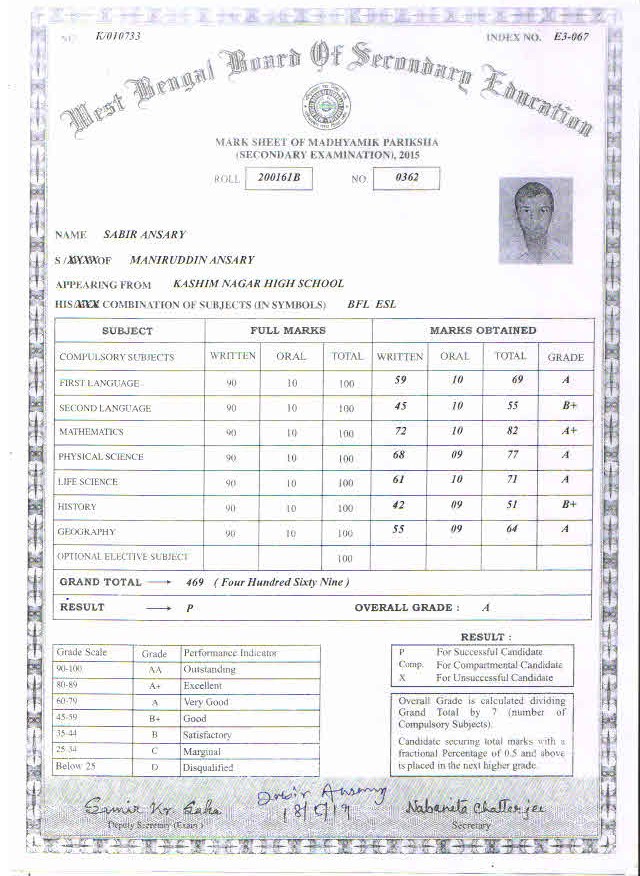 NO. K/010733 INDEX NO. E3-067
West Bengal Board Of Secondary Education
MARK SHEET OF MADHYAMIK PARIKSHA
(SECONDARY EXAMINATION), 2015
ROLL 200161B NO. 0362
NAME SABIR ANSARY
S /XXXXOF MANIRUDDIN ANSARY
APPEARING FROM KASHIM NAGAR HIGH SCHOOL
HIS/XXX COMBINATION OF SUBJECTS (IN SYMBOLS) BFL ESL
SUBJECT FULL MARKS MARKS OBTAINED
COMPULSORY SUBJECTS WRITTEN ORAL TOTAL WRITTEN ORAL TOTAL GRADE
FIRST LANGUAGE 90 10 100 59 10 69 A
SECOND LANGUAGE 90 10 100 45 10 55 B+
MATHEMATICS 90 10 100 72 10 82 A+
PHYSICAL SCIENCE 90 10 100 68 09 77 A
LIFE SCIENCE 90 10 100 61 10 71 A
HISTORY 90 10 100 42 09 51 B+
GEOGRAPHY 90 10 100 55 09 64 A
OPTIONAL ELECTIVE SUBJECT 100
GRAND TOTAL → 469 ( Four Hundred Sixty Nine )
RESULT → P OVERALL GRADE : A
Grade Scale Grade Performance Indicator
90-100 AA Outstanding
80-89 A+ Excellent
60-79 A Very Good
45-59 B+ Good
35-44 B Satisfactory
25-34 C Marginal
Below 25 D Disqualified
RESULT :
P For Successful Candidate
Comp. For Compartmental Candidate
X For Unsuccessful Candidate
Overall Grade is calculated dividing
Grand Total by 7 (number of
Compulsory Subjects).
Candidate securing total marks with a
fractional Percentage of 0.5 and above
is placed in the next higher grade.
Samir Kr Saha
Deputy Secretary (Exam.)
Sabir Ansary
Nabanita Chatterjee
Secretary